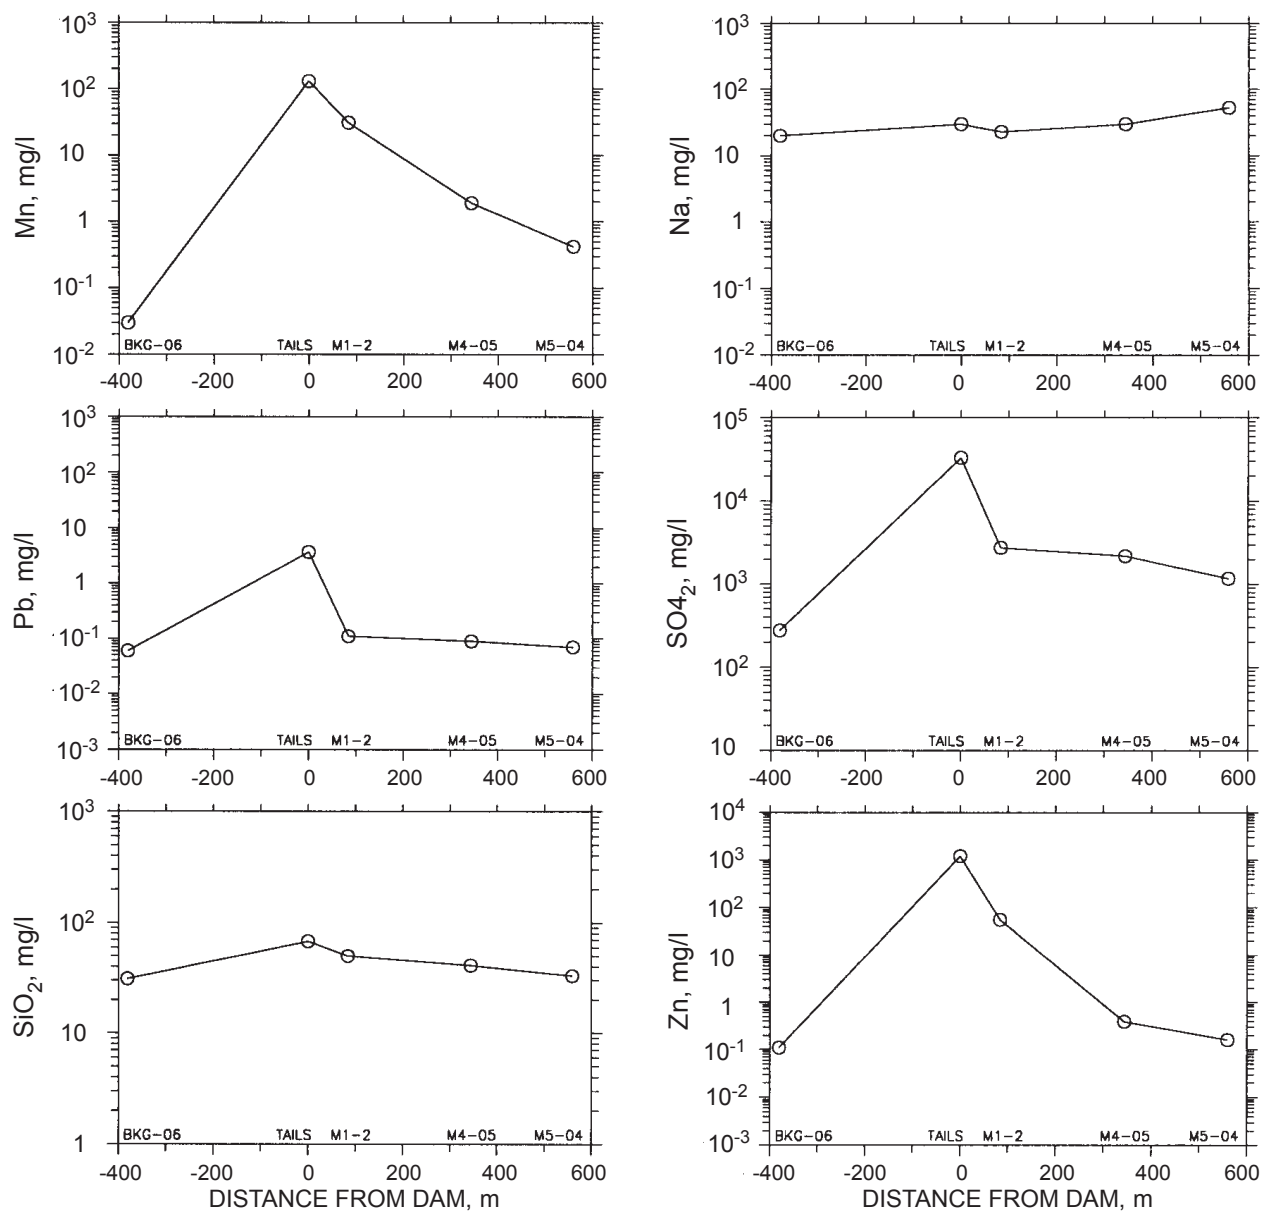 10³
10²
10
1
10⁻¹
10⁻²
Mn, mg/l
BKG-06 TAILS M1-2 M4-05 M5-04
-400 -200 0 200 400 600
10³
10²
10
1
10⁻¹
10⁻²
Na, mg/l
BKG-06 TAILS M1-2 M4-05 M5-04
-400 -200 0 200 400 600
10³
10²
10
1
10⁻¹
10⁻²
10⁻³
Pb, mg/l
BKG-06 TAILS M1-2 M4-05 M5-04
-400 -200 0 200 400 600
10⁵
10⁴
10³
10²
10
SO4₂, mg/l
BKG-06 TAILS M1-2 M4-05 M5-04
-400 -200 0 200 400 600
10³
10²
10
1
SiO₂, mg/l
BKG-06 TAILS M1-2 M4-05 M5-04
-400 -200 0 200 400 600
DISTANCE FROM DAM, m
10⁴
10³
10²
10
1
10⁻¹
10⁻²
10⁻³
Zn, mg/l
BKG-06 TAILS M1-2 M4-05 M5-04
-400 -200 0 200 400 600
DISTANCE FROM DAM, m